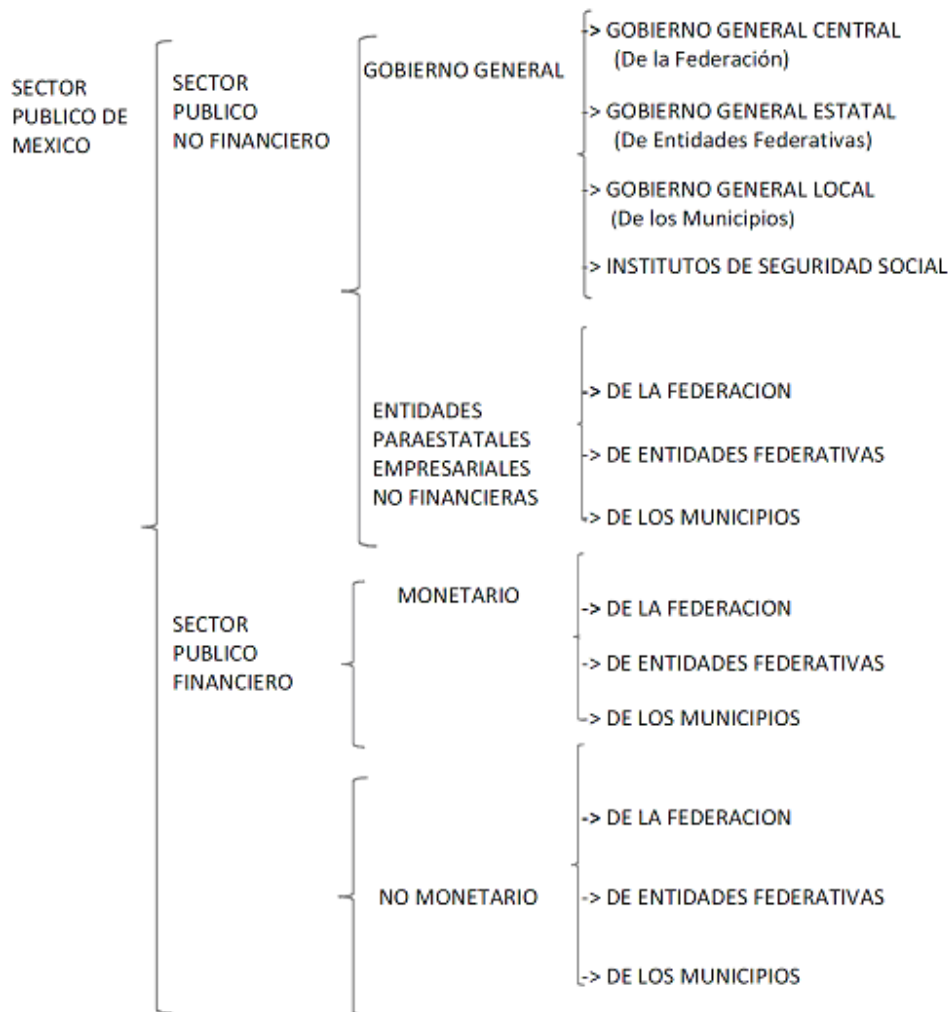 SECTOR
PUBLICO DE
MEXICO
SECTOR
PUBLICO
NO FINANCIERO
GOBIERNO GENERAL
-> GOBIERNO GENERAL CENTRAL
(De la Federación)
-> GOBIERNO GENERAL ESTATAL
(De Entidades Federativas)
-> GOBIERNO GENERAL LOCAL
(De los Municipios)
-> INSTITUTOS DE SEGURIDAD SOCIAL
ENTIDADES
PARAESTATALES
EMPRESARIALES
NO FINANCIERAS
-> DE LA FEDERACION
-> DE ENTIDADES FEDERATIVAS
-> DE LOS MUNICIPIOS
SECTOR
PUBLICO
FINANCIERO
MONETARIO
-> DE LA FEDERACION
-> DE ENTIDADES FEDERATIVAS
-> DE LOS MUNICIPIOS
NO MONETARIO
-> DE LA FEDERACION
-> DE ENTIDADES FEDERATIVAS
-> DE LOS MUNICIPIOS